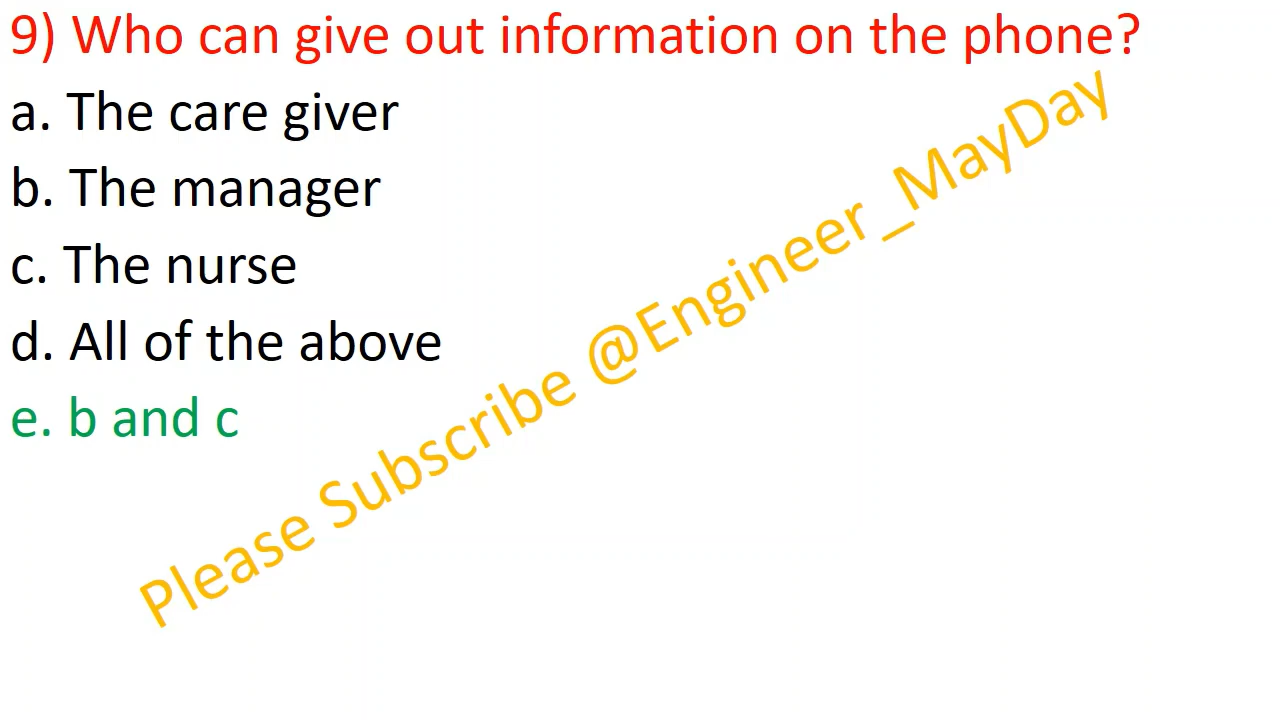 9) Who can give out information on the phone?
a. The care giver
b. The manager
c. The nurse
d. All of the above
e. b and c
Please Subscribe @Engineer_MayDay